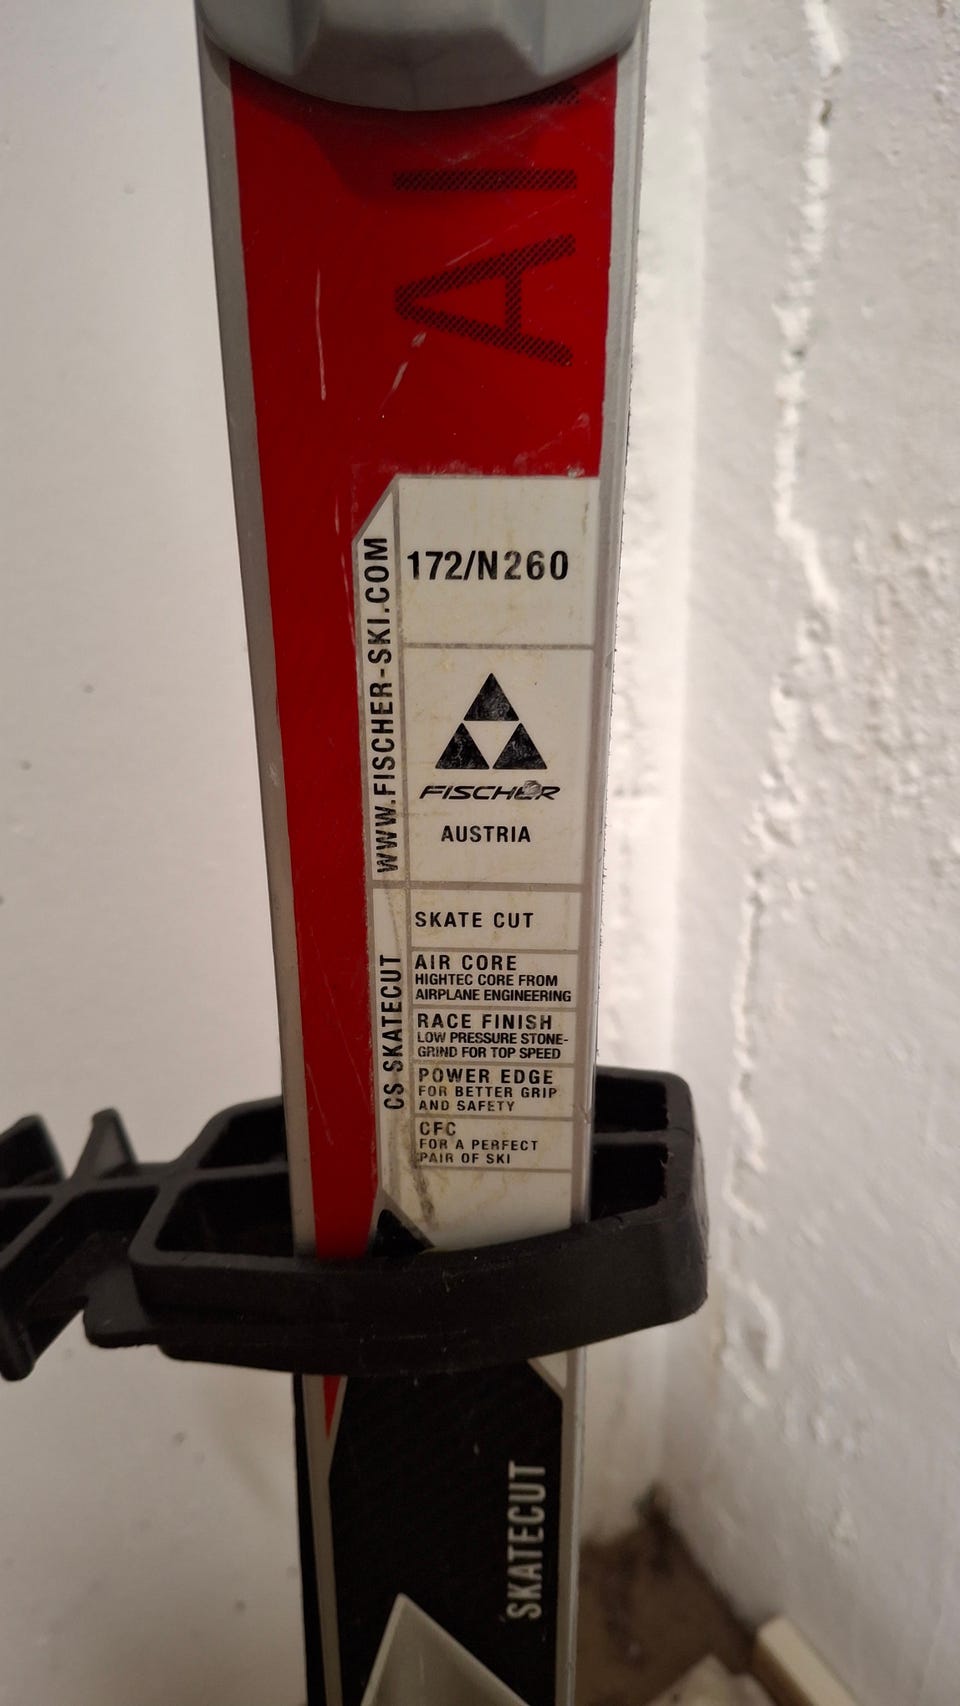 AI
172/N260
WWW.FISCHER-SKI.COM
FISCHER
AUSTRIA
CS SKATECUT
SKATE CUT
AIR CORE
HIGHTEC CORE FROM
AIRPLANE ENGINEERING
RACE FINISH
LOW PRESSURE STONE-
GRIND FOR TOP SPEED
POWER EDGE
FOR BETTER GRIP
AND SAFETY
CFC
FOR A PERFECT
PAIR OF SKI
SKATECUT